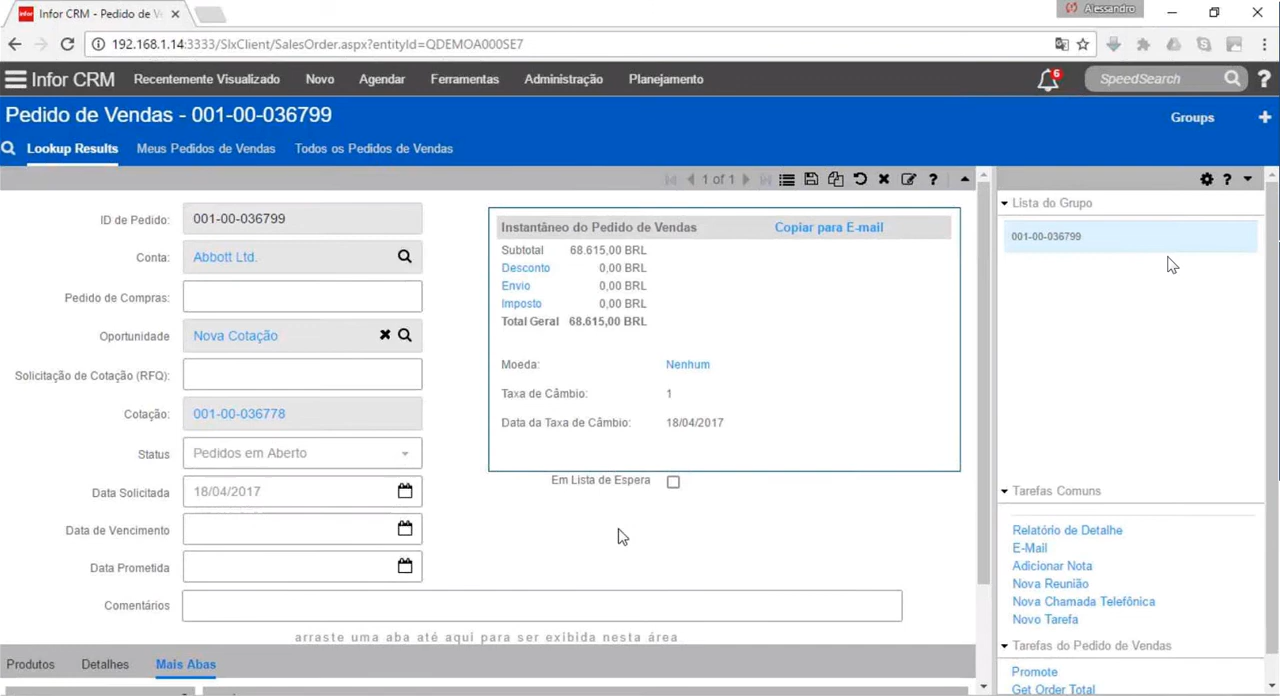 infor Infor CRM - Pedido de V
Alessandro
192.168.1.14:3333/SlxClient/SalesOrder.aspx?entityId=QDEMOA000SE7
Infor CRM Recentemente Visualizado Novo Agendar Ferramentas Administração Planejamento 6 SpeedSearch ?
Pedido de Vendas - 001-00-036799
Groups +
Lookup Results Meus Pedidos de Vendas Todos os Pedidos de Vendas
1 of 1 ?
?
ID de Pedido: 001-00-036799
Conta: Abbott Ltd.
Pedido de Compras:
Oportunidade Nova Cotação
Solicitação de Cotação (RFQ):
Cotação: 001-00-036778
Status Pedidos em Aberto
Data Solicitada 18/04/2017
Data de Vencimento
Data Prometida
Comentários
Instantâneo do Pedido de Vendas Copiar para E-mail
Subtotal 68.615,00 BRL
Desconto 0,00 BRL
Envio 0,00 BRL
Imposto 0,00 BRL
Total Geral 68.615,00 BRL
Moeda: Nenhum
Taxa de Câmbio: 1
Data da Taxa de Câmbio: 18/04/2017
Em Lista de Espera
arraste uma aba até aqui para ser exibida nesta área
Produtos Detalhes Mais Abas
Lista do Grupo
001-00-036799
Tarefas Comuns
Relatório de Detalhe
E-Mail
Adicionar Nota
Nova Reunião
Nova Chamada Telefônica
Novo Tarefa
Tarefas do Pedido de Vendas
Promote
Get Order Total